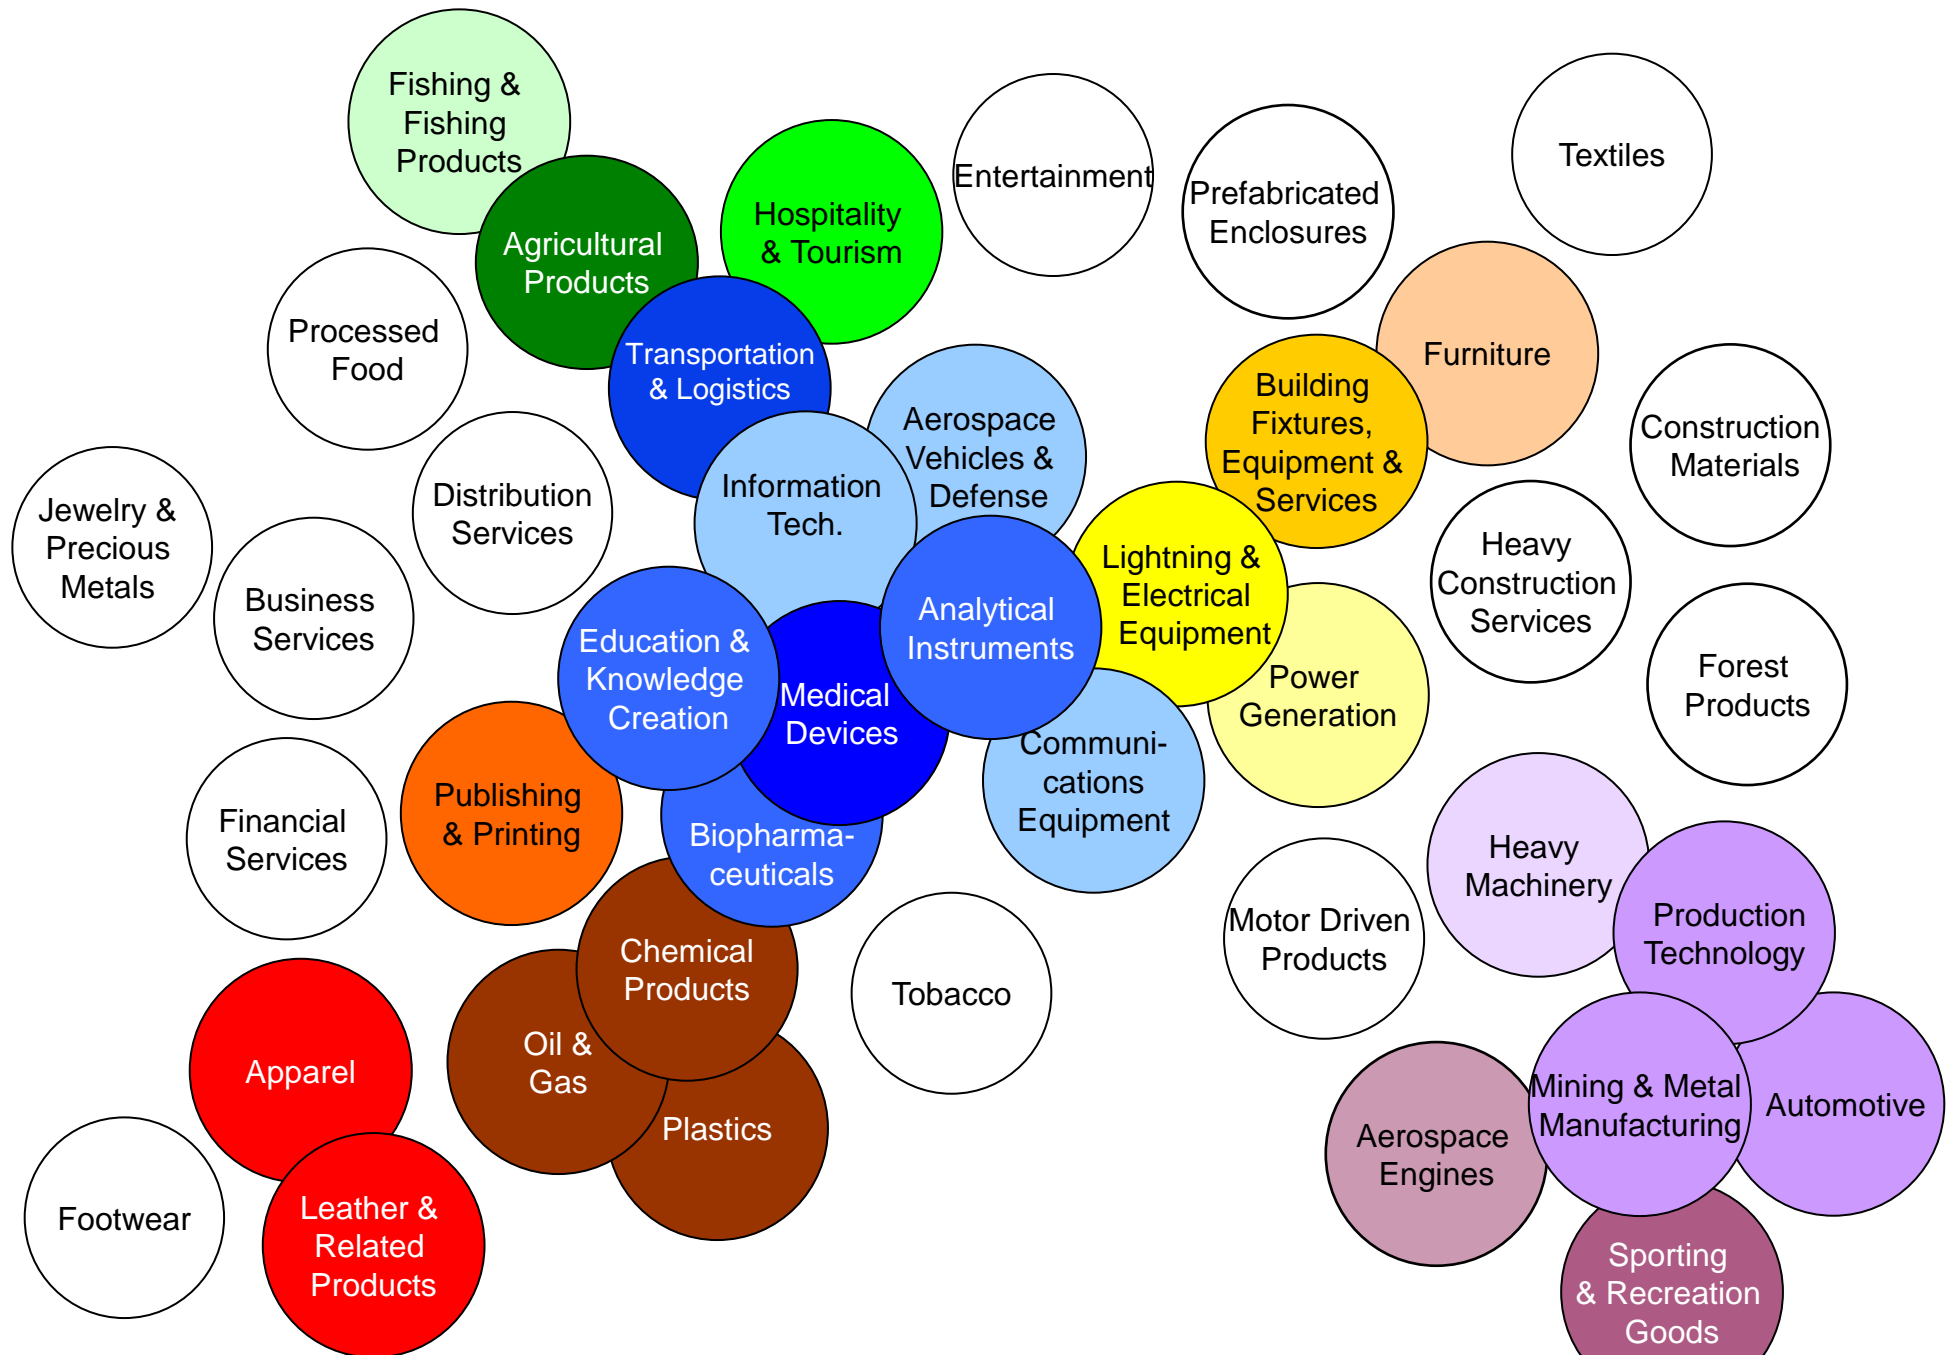 Fishing &
Fishing
Products
Textiles
Entertainment
Prefabricated
Enclosures
Hospitality
& Tourism
Agricultural
Products
Processed
Food
Transportation
& Logistics
Furniture
Building
Fixtures,
Equipment &
Services
Aerospace
Vehicles &
Defense
Construction
Materials
Information
Tech.
Distribution
Services
Jewelry &
Precious
Metals
Business
Services
Lightning &
Electrical
Equipment
Heavy
Construction
Services
Analytical
Instruments
Education &
Knowledge
Creation
Medical
Devices
Power
Generation
Forest
Products
Communi-
cations
Equipment
Publishing
& Printing
Financial
Services
Biopharma-
ceuticals
Heavy
Machinery
Motor Driven
Products
Production
Technology
Chemical
Products
Tobacco
Oil &
Gas
Apparel
Plastics
Mining & Metal
Manufacturing
Automotive
Aerospace
Engines
Footwear
Leather &
Related
Products
Sporting
& Recreation
Goods